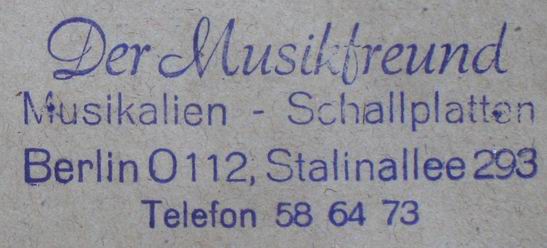 Der Musikfreund
Musikalien - Schallplatten
Berlin O 112, Stalinallee 293
Telefon 58 64 73